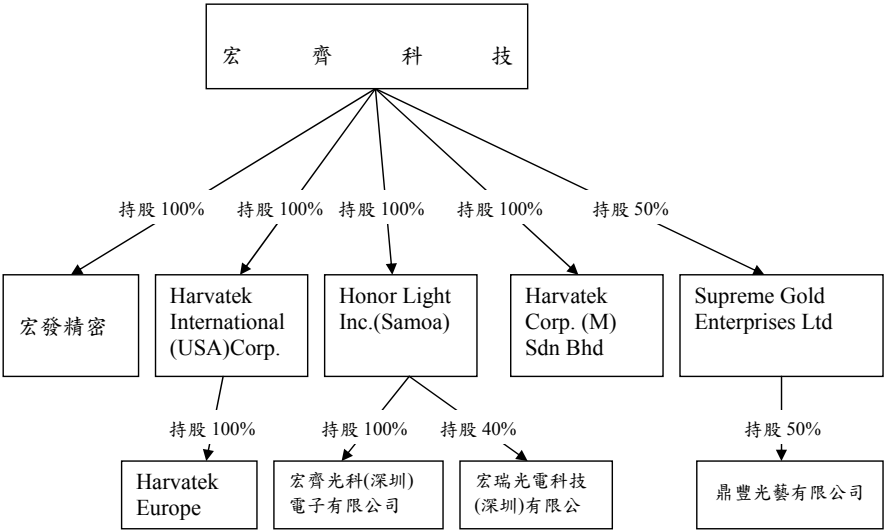 宏齊科技
持股 100%
持股 100%
持股 100%
持股 100%
持股 50%
宏發精密
Harvatek
International
(USA)Corp.
Honor Light
Inc.(Samoa)
Harvatek
Corp. (M)
Sdn Bhd
Supreme Gold
Enterprises Ltd
持股 100%
持股 100%
持股 40%
持股 50%
Harvatek
Europe
宏齊光科(深圳)
電子有限公司
宏瑞光電科技
(深圳)有限公
鼎豐光藝有限公司